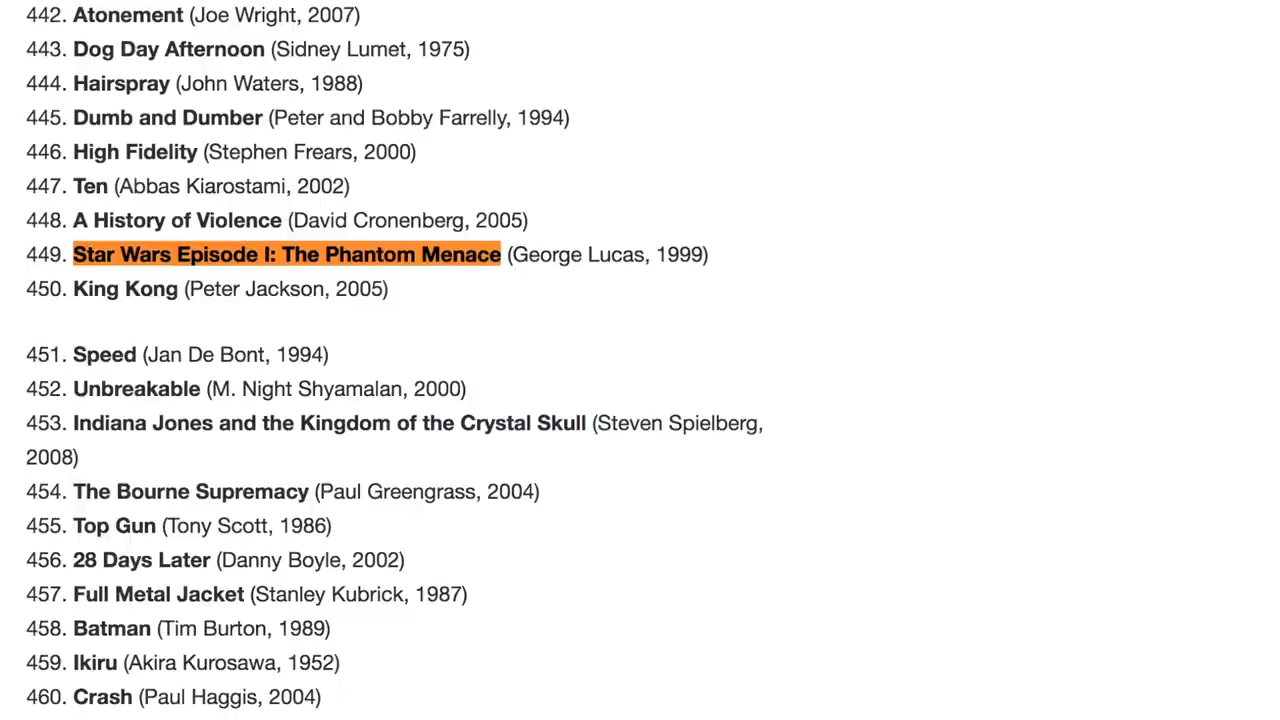 442. Atonement (Joe Wright, 2007)
443. Dog Day Afternoon (Sidney Lumet, 1975)
444. Hairspray (John Waters, 1988)
445. Dumb and Dumber (Peter and Bobby Farrelly, 1994)
446. High Fidelity (Stephen Frears, 2000)
447. Ten (Abbas Kiarostami, 2002)
448. A History of Violence (David Cronenberg, 2005)
449. Star Wars Episode I: The Phantom Menace (George Lucas, 1999)
450. King Kong (Peter Jackson, 2005)
451. Speed (Jan De Bont, 1994)
452. Unbreakable (M. Night Shyamalan, 2000)
453. Indiana Jones and the Kingdom of the Crystal Skull (Steven Spielberg,
2008)
454. The Bourne Supremacy (Paul Greengrass, 2004)
455. Top Gun (Tony Scott, 1986)
456. 28 Days Later (Danny Boyle, 2002)
457. Full Metal Jacket (Stanley Kubrick, 1987)
458. Batman (Tim Burton, 1989)
459. Ikiru (Akira Kurosawa, 1952)
460. Crash (Paul Haggis, 2004)